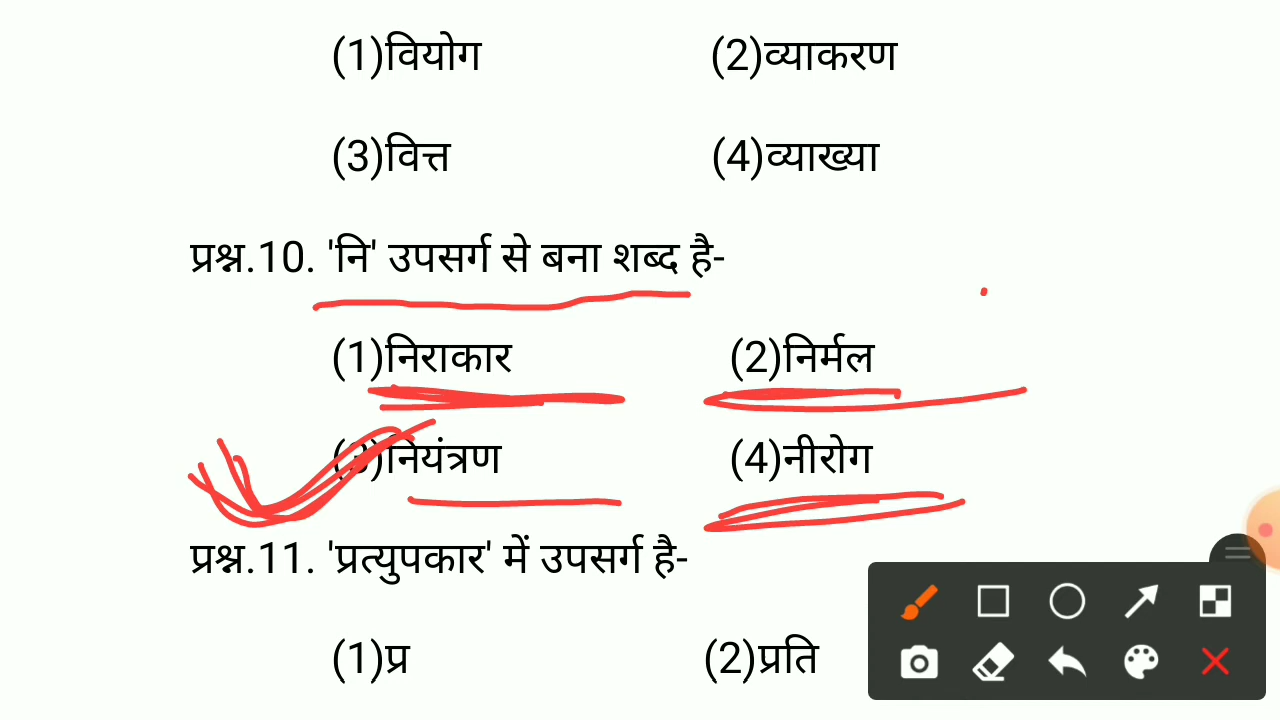 (1)वियोग (2)व्याकरण
(3)वित्त (4)व्याख्या
प्रश्न.10. 'नि' उपसर्ग से बना शब्द है-
(1)निराकार (2)निर्मल
(3)नियंत्रण (4)नीरोग
प्रश्न.11. 'प्रत्युपकार' में उपसर्ग है-
(1)प्र (2)प्रति